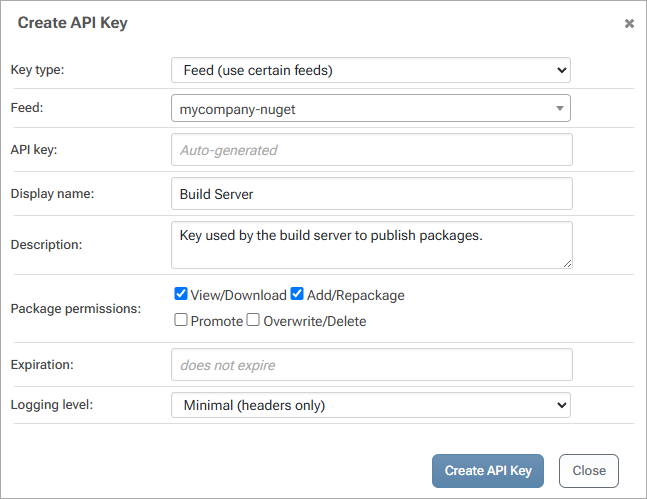 Create API Key ✖
Key type: Feed (use certain feeds)
Feed: mycompany-nuget
API key: Auto-generated
Display name: Build Server
Description: Key used by the build server to publish packages.
Package permissions: View/Download Add/Repackage
Promote Overwrite/Delete
Expiration: does not expire
Logging level: Minimal (headers only)
Create API Key Close